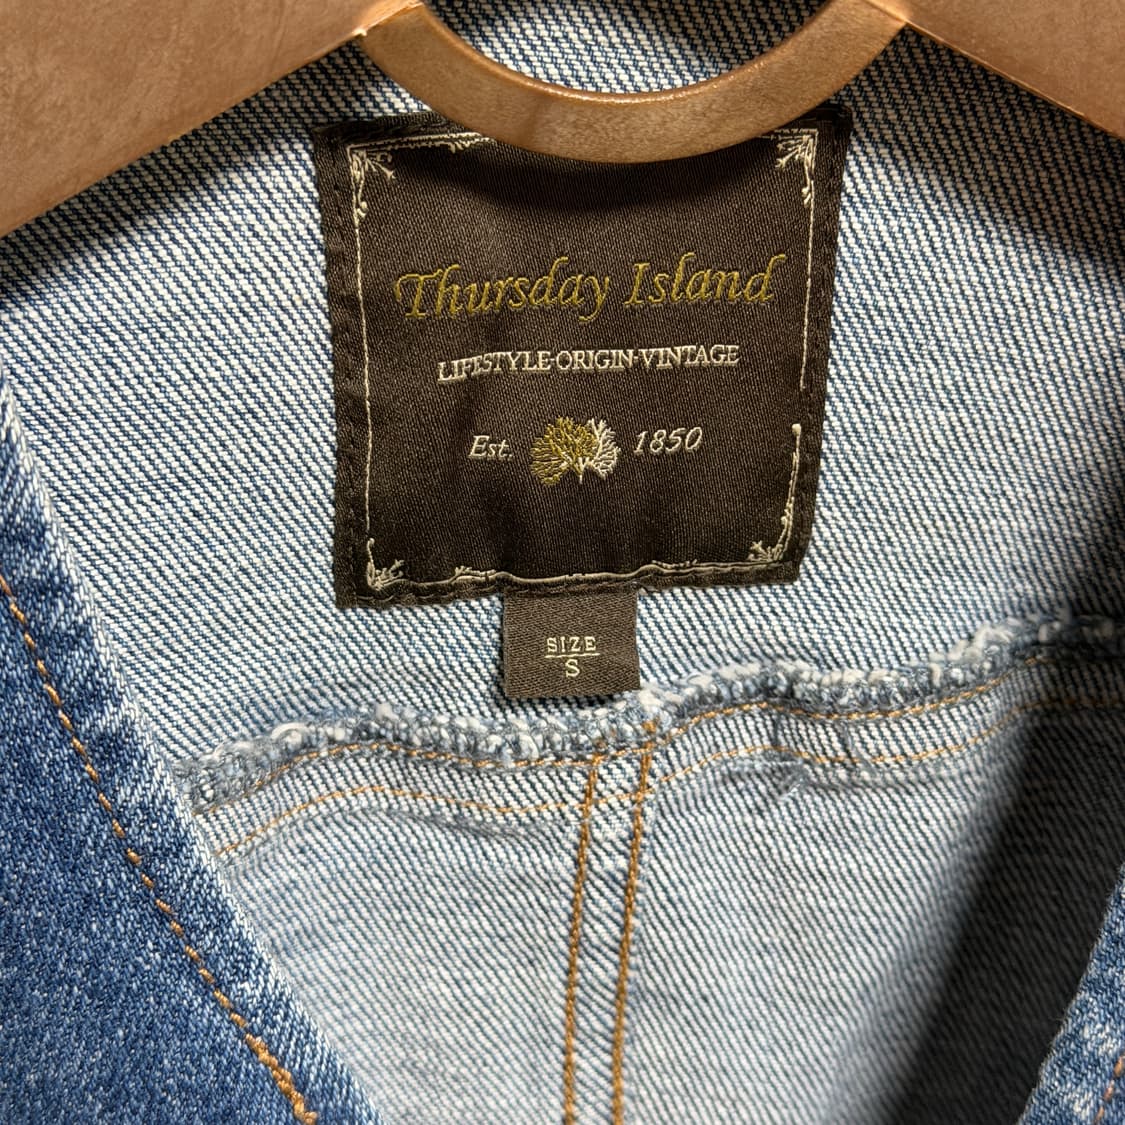 Thursday Island
LIFESTYLE·ORIGIN·VINTAGE
Est. 1850
SIZE
S